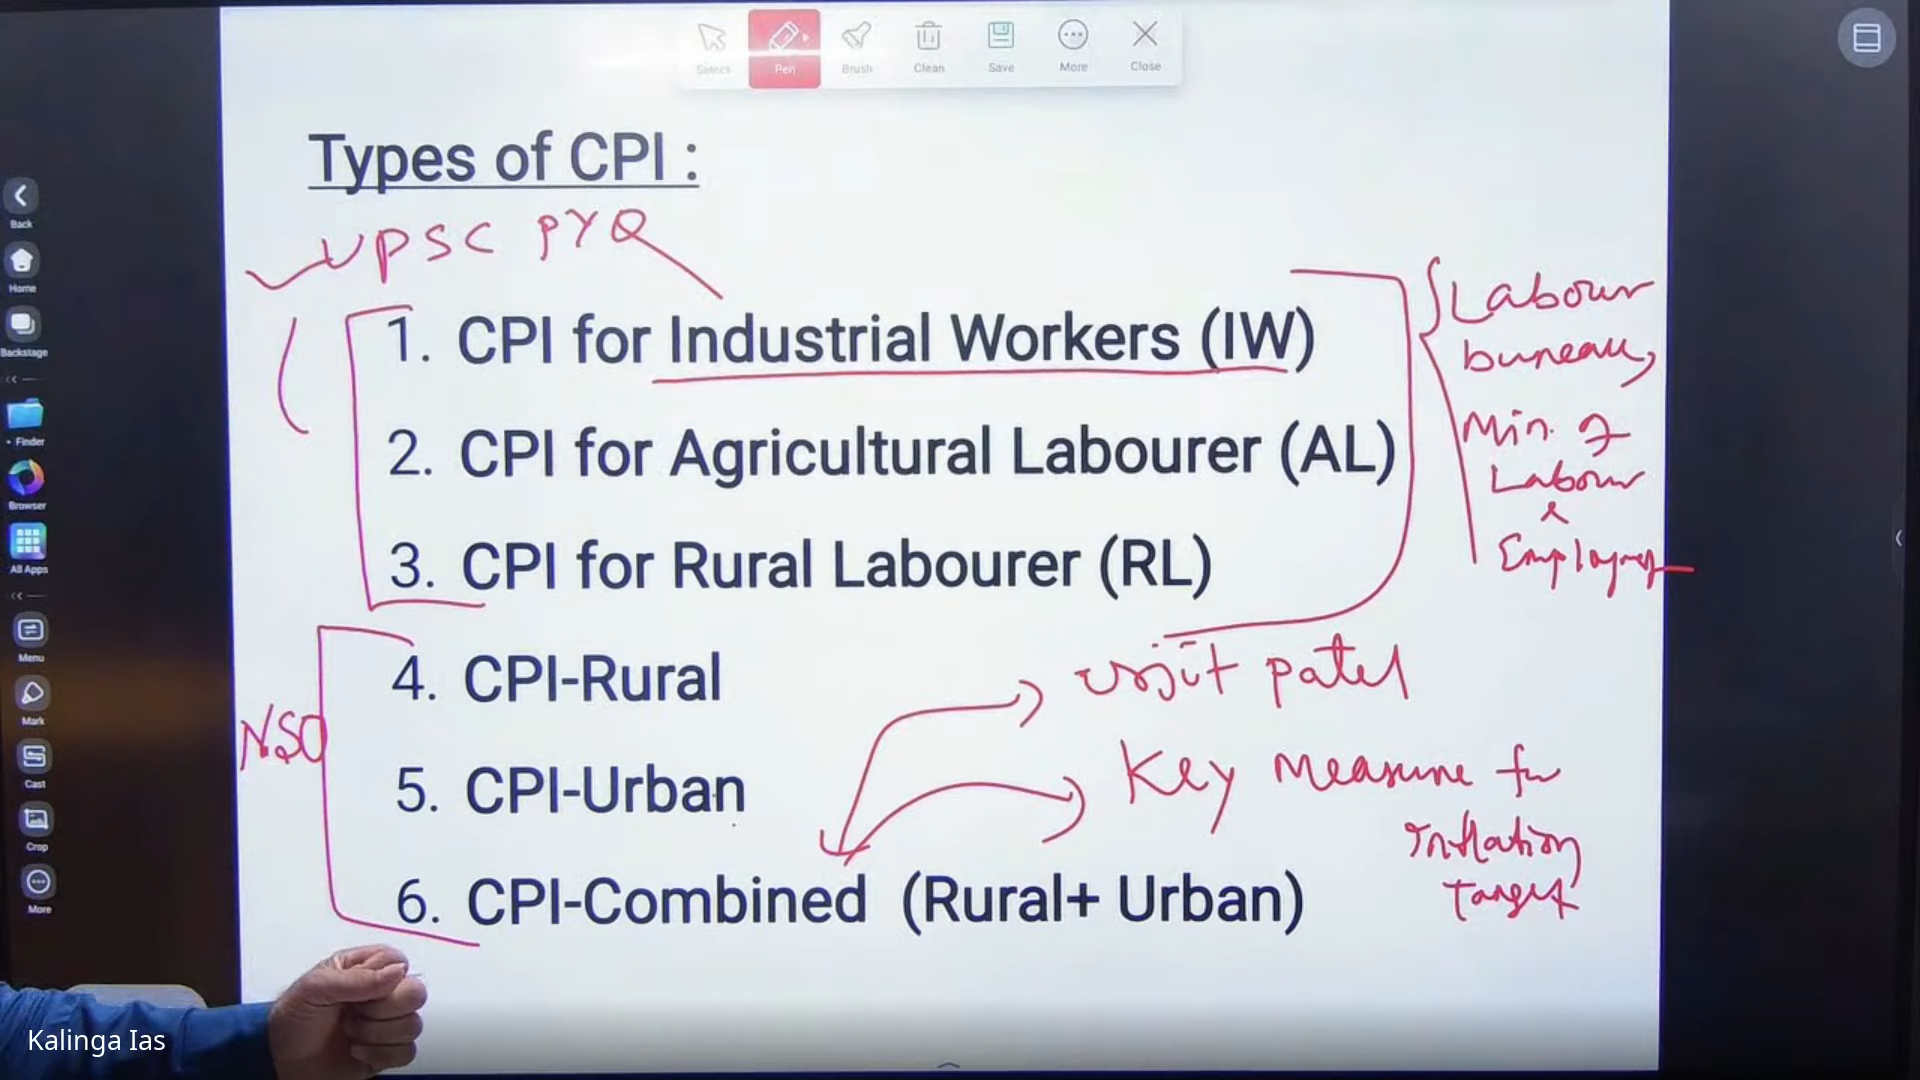 Select
Pen
Brush
Clean
Save
More
Close
Types of CPI :
UPSC PYQ
1. CPI for Industrial Workers (IW)
2. CPI for Agricultural Labourer (AL)
3. CPI for Rural Labourer (RL)
Labour
bureau,
Min. of
Labour
&
Employment
NSO
4. CPI-Rural
5. CPI-Urban
6. CPI-Combined (Rural+ Urban)
Urjit patel
Key Measure for
Inflation
target
Back
Home
Backstage
Finder
Browser
All Apps
Menu
Mark
Cast
Crop
More
Kalinga Ias